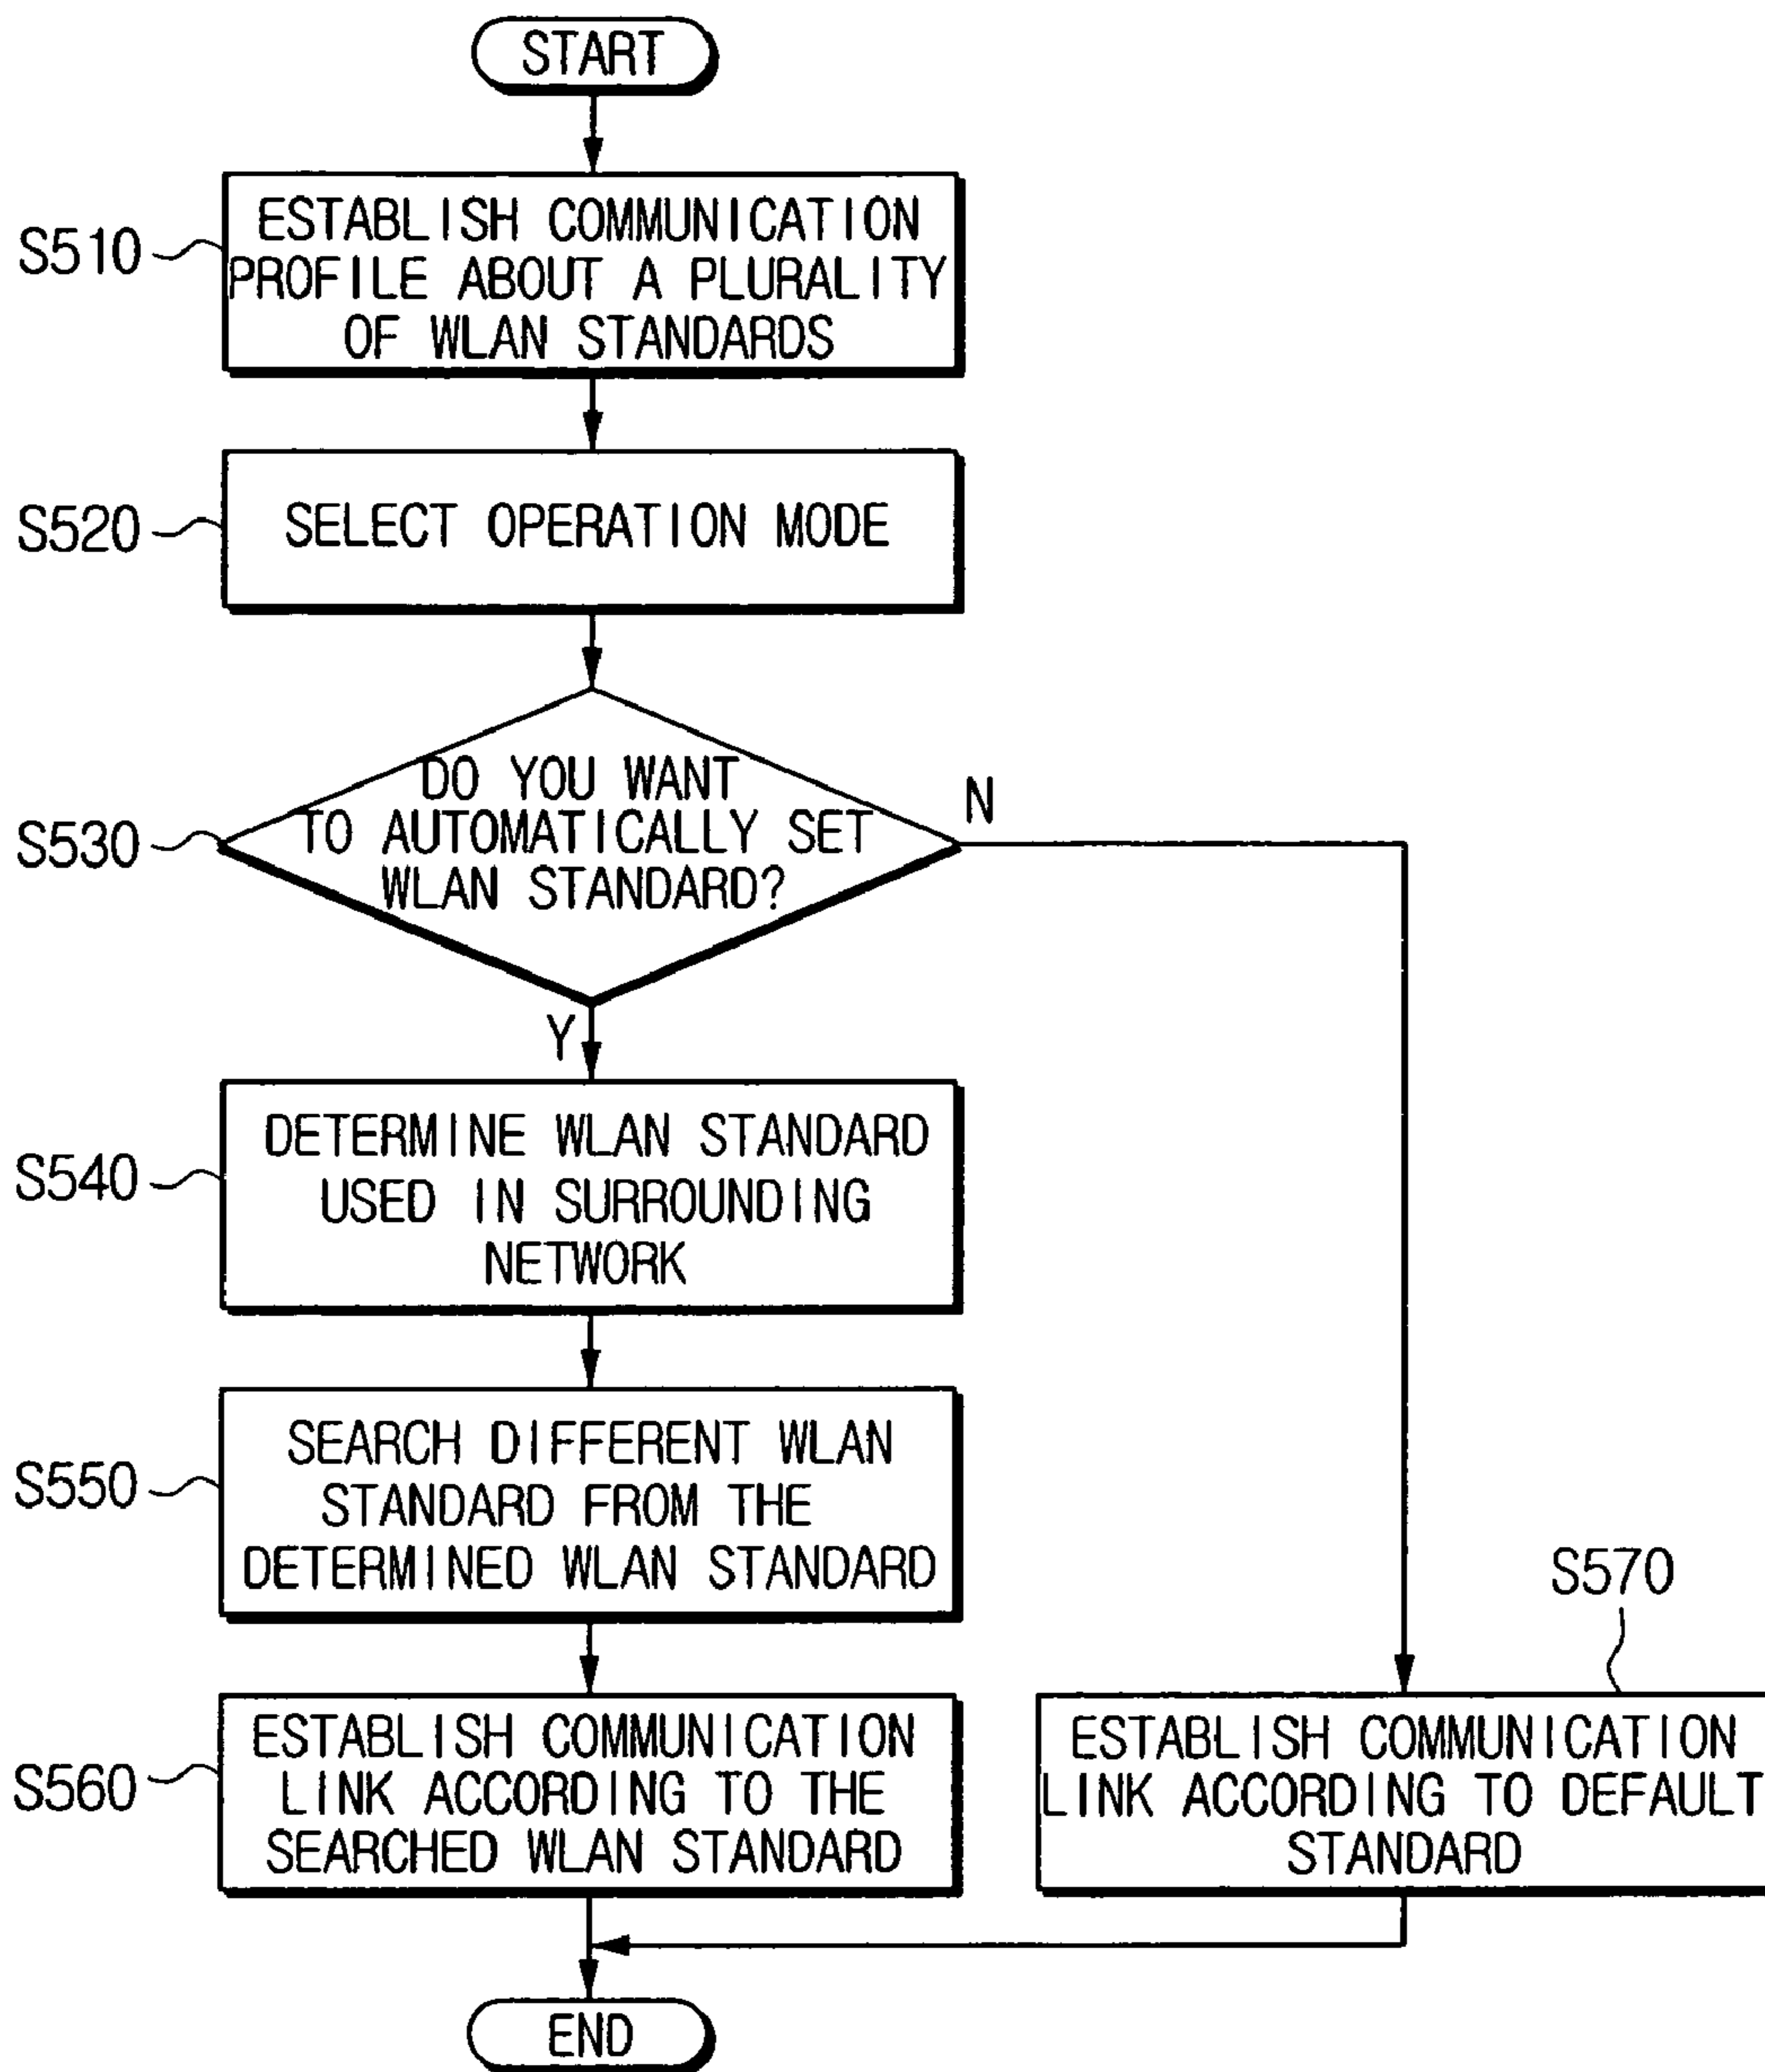 START
S510
ESTABLISH COMMUNICATION
PROFILE ABOUT A PLURALITY
OF WLAN STANDARDS
S520
SELECT OPERATION MODE
S530
DO YOU WANT
TO AUTOMATICALLY SET
WLAN STANDARD?
N
Y
S540
DETERMINE WLAN STANDARD
USED IN SURROUNDING
NETWORK
S550
SEARCH DIFFERENT WLAN
STANDARD FROM THE
DETERMINED WLAN STANDARD
S560
ESTABLISH COMMUNICATION
LINK ACCORDING TO THE
SEARCHED WLAN STANDARD
S570
ESTABLISH COMMUNICATION
LINK ACCORDING TO DEFAULT
STANDARD
END